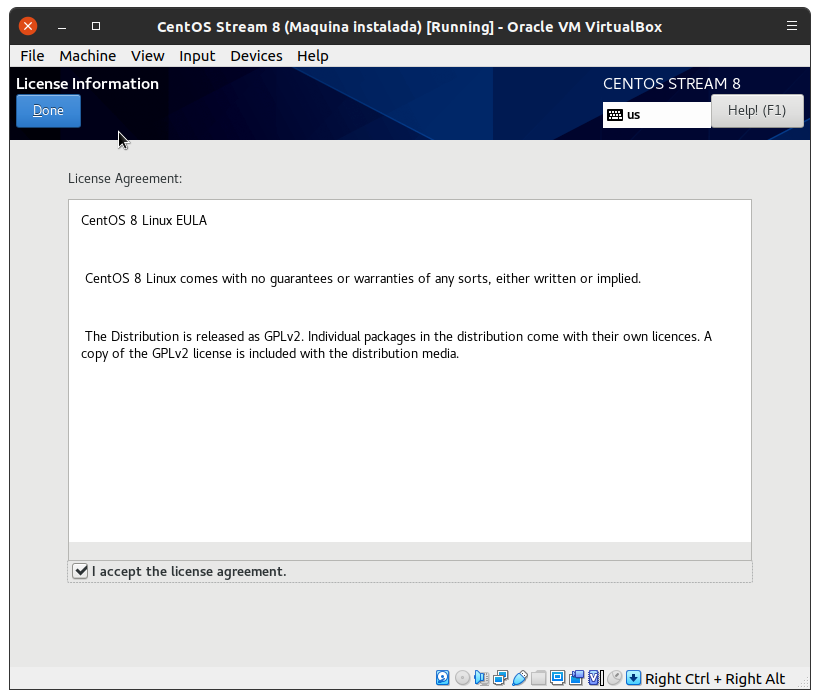 CentOS Stream 8 (Maquina instalada) [Running] - Oracle VM VirtualBox
File Machine View Input Devices Help
License Information
CENTOS STREAM 8
Done
us
Help! (F1)
License Agreement:
CentOS 8 Linux EULA
CentOS 8 Linux comes with no guarantees or warranties of any sorts, either written or implied.
The Distribution is released as GPLv2. Individual packages in the distribution come with their own licences. A
copy of the GPLv2 license is included with the distribution media.
I accept the license agreement.
Right Ctrl + Right Alt